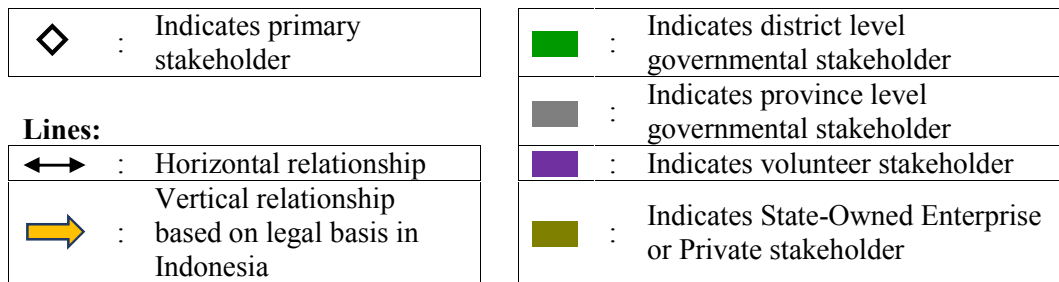 : Indicates primary
stakeholder
Lines:
: Horizontal relationship
: Vertical relationship
based on legal basis in
Indonesia
: Indicates district level
governmental stakeholder
: Indicates province level
governmental stakeholder
: Indicates volunteer stakeholder
: Indicates State-Owned Enterprise
or Private stakeholder